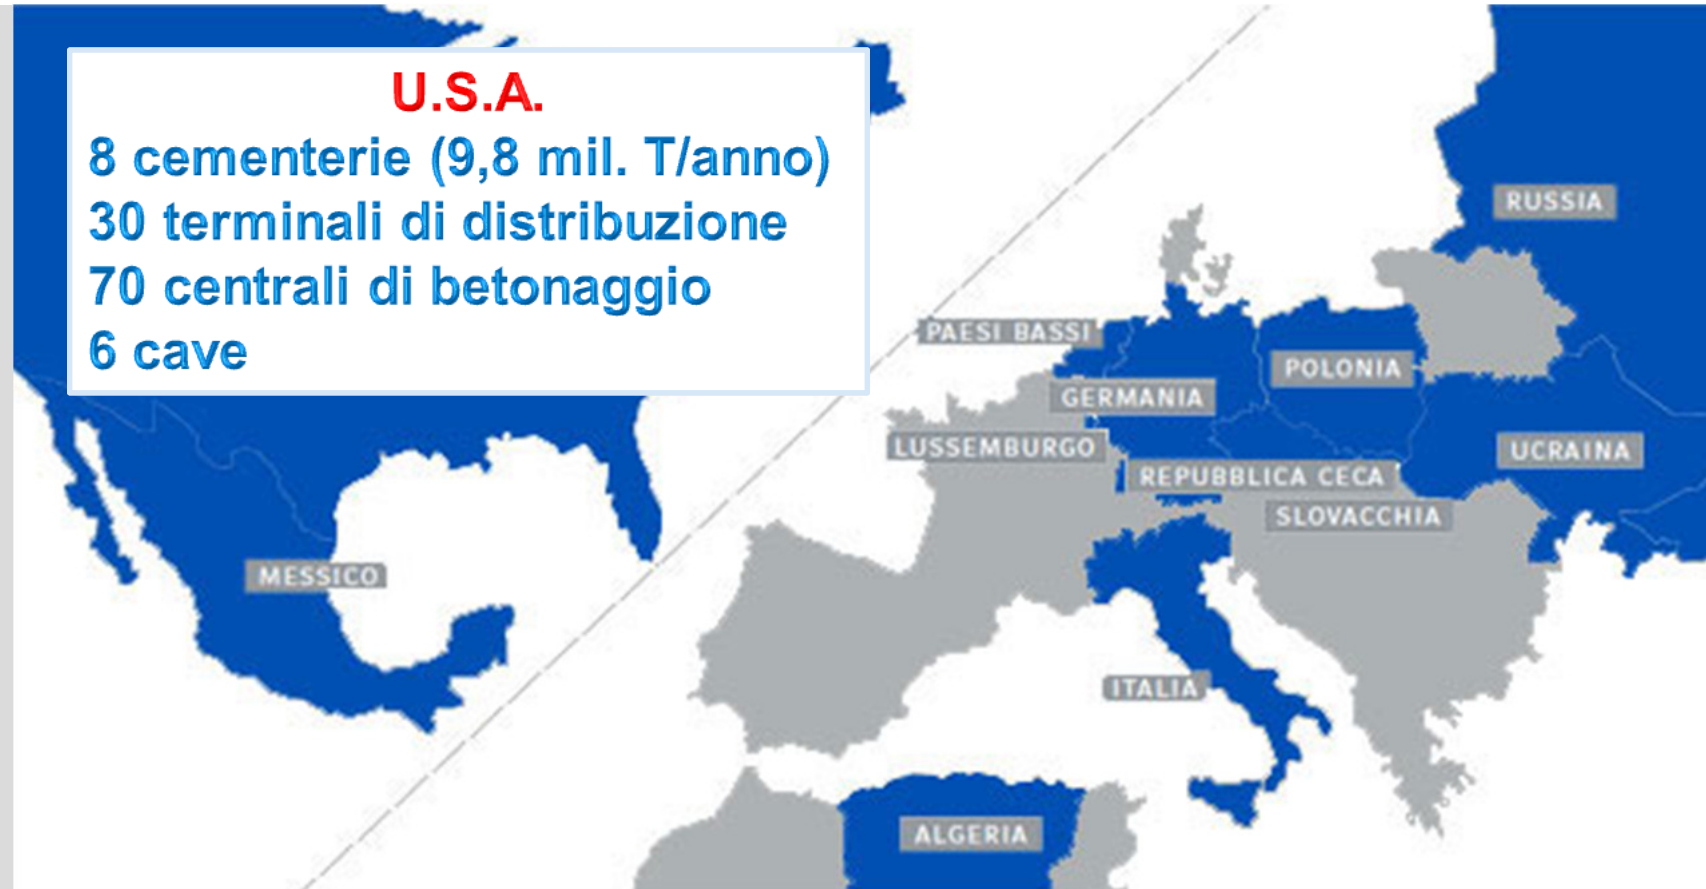 U.S.A.
8 cementerie (9,8 mil. T/anno)
30 terminali di distribuzione
70 centrali di betonaggio
6 cave
RUSSIA
PAESI BASSI
POLONIA
GERMANIA
LUSSEMBURGO
UCRAINA
REPUBBLICA CECA
SLOVACCHIA
MESSICO
ITALIA
ALGERIA